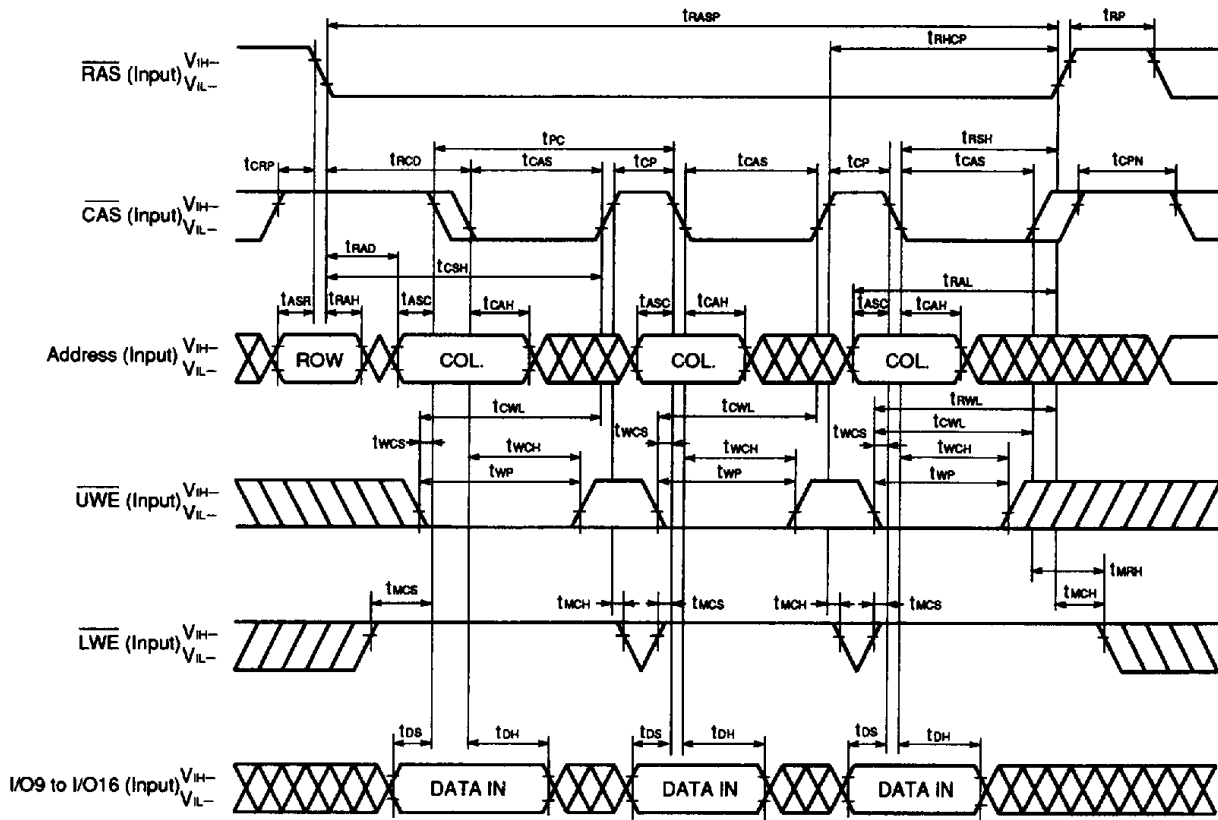 tRASP tRP
tRHCP
RAS (Input) VIH–
VIL–
tPC tRSH
tCRP tRCD tCAS tCP tCAS tCP tCAS tCPN
CAS (Input) VIH–
VIL–
tRAD
tCSH tRAL
tASR tRAH tASC tCAH tASC tCAH tASC tCAH
Address (Input) VIH–
VIL–
ROW COL. COL. COL.
tCWL tCWL tRWL
tCWL
tWCS tWCH tWCS tWCH tWCS tWCH
tWP tWP tWP
UWE (Input) VIH–
VIL–
tMRH
tMCS tMCH tMCS tMCH tMCS tMCH
LWE (Input) VIH–
VIL–
tDS tDH tDS tDH tDS tDH
I/O9 to I/O16 (Input) VIH–
VIL–
DATA IN DATA IN DATA IN